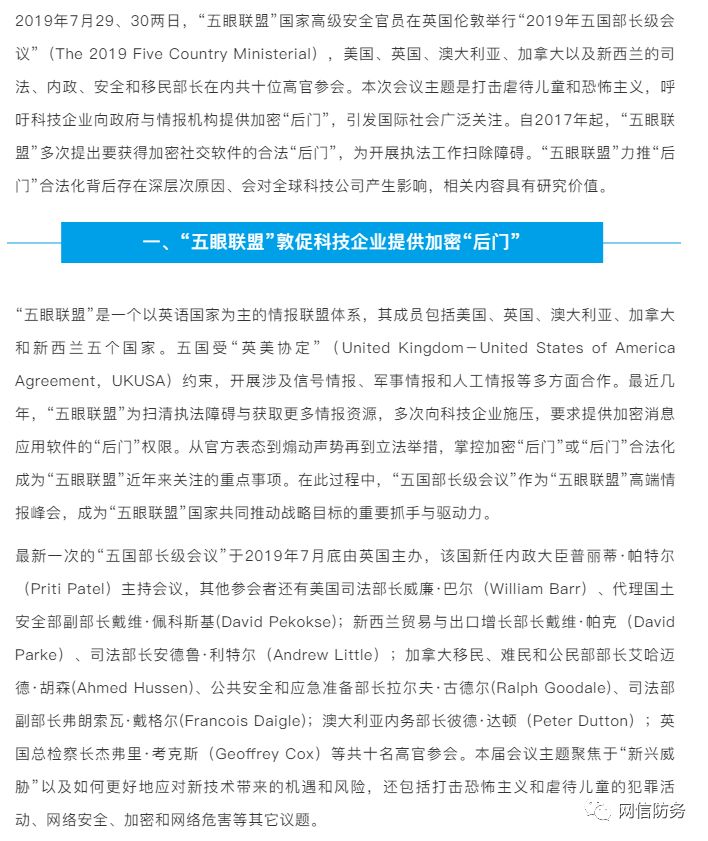 2019年7月29、30两日，“五眼联盟”国家高级安全官员在英国伦敦举行“2019年五国部长级会
议”（The 2019 Five Country Ministerial），美国、英国、澳大利亚、加拿大以及新西兰的司
法、内政、安全和移民部长在内共十位高官参会。本次会议主题是打击虐待儿童和恐怖主义，呼
吁科技企业向政府与情报机构提供加密“后门”，引发国际社会广泛关注。自2017年起，“五眼联
盟”多次提出要获得加密社交软件的合法“后门”，为开展执法工作扫除障碍。“五眼联盟”力推“后
门”合法化背后存在深层次原因、会对全球科技公司产生影响，相关内容具有研究价值。
一、“五眼联盟”敦促科技企业提供加密“后门”
“五眼联盟”是一个以英语国家为主的情报联盟体系，其成员包括美国、英国、澳大利亚、加拿大
和新西兰五个国家。五国受“英美协定”（United Kingdom－United States of America
Agreement，UKUSA）约束，开展涉及信号情报、军事情报和人工情报等多方面合作。最近几
年，“五眼联盟”为扫清执法障碍与获取更多情报资源，多次向科技企业施压，要求提供加密消息
应用软件的“后门”权限。从官方表态到煽动声势再到立法举措，掌控加密“后门”或“后门”合法化
成为“五眼联盟”近年来关注的重点事项。在此过程中，“五国部长级会议”作为“五眼联盟”高端情
报峰会，成为“五眼联盟”国家共同推动战略目标的重要抓手与驱动力。
最新一次的“五国部长级会议”于2019年7月底由英国主办，该国新任内政大臣普丽蒂·帕特尔
（Priti Patel）主持会议，其他参会者还有美国司法部长威廉·巴尔（William Barr）、代理国土
安全部副部长戴维·佩科斯基(David Pekokse)；新西兰贸易与出口增长部长戴维·帕克（David
Parke）、司法部长安德鲁·利特尔（Andrew Little）；加拿大移民、难民和公民部部长艾哈迈
德·胡森(Ahmed Hussen)、公共安全和应急准备部长拉尔夫·古德尔(Ralph Goodale)、司法部
副部长弗朗索瓦·戴格尔(Francois Daigle)；澳大利亚内务部长彼德·达顿（Peter Dutton）；英
国总检察长杰弗里·考克斯（Geoffrey Cox）等共十名高官参会。本届会议主题聚焦于“新兴威
胁”以及如何更好地应对新技术带来的机遇和风险，还包括打击恐怖主义和虐待儿童的犯罪活
动、网络安全、加密和网络危害等其它议题。
网信防务